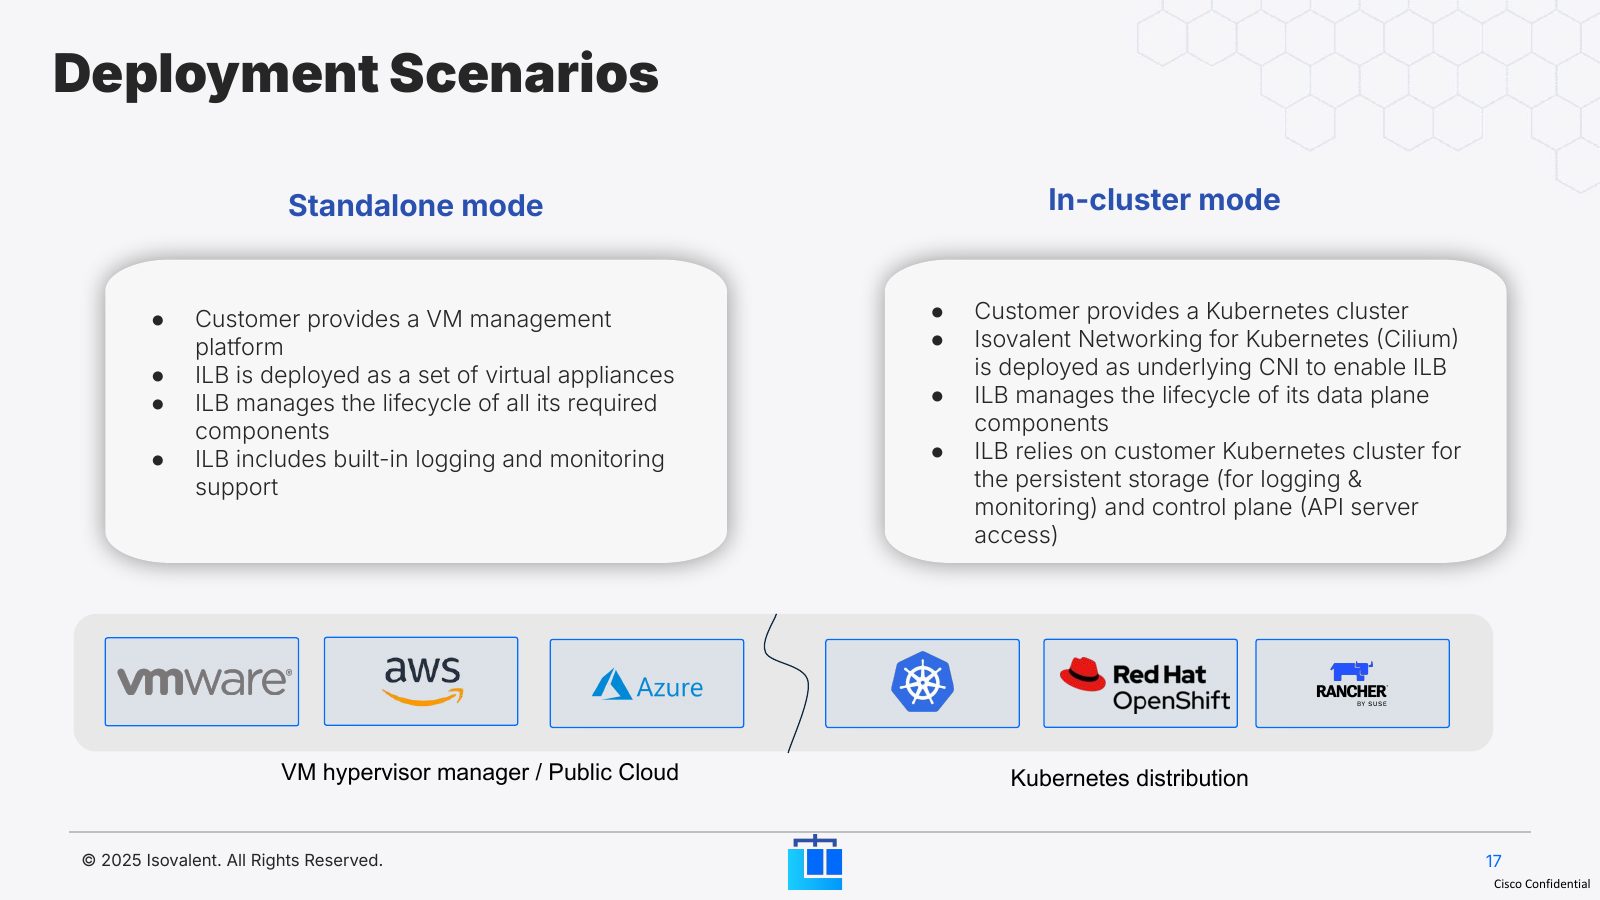 Deployment Scenarios
Standalone mode
● Customer provides a VM management
platform
● ILB is deployed as a set of virtual appliances
● ILB manages the lifecycle of all its required
components
● ILB includes built-in logging and monitoring
support
In-cluster mode
● Customer provides a Kubernetes cluster
● Isovalent Networking for Kubernetes (Cilium)
is deployed as underlying CNI to enable ILB
● ILB manages the lifecycle of its data plane
components
● ILB relies on customer Kubernetes cluster for
the persistent storage (for logging &
monitoring) and control plane (API server
access)
vmware®
aws
Azure
Red Hat
OpenShift
RANCHER
BY SUSE
VM hypervisor manager / Public Cloud
Kubernetes distribution
© 2025 Isovalent. All Rights Reserved.
17
Cisco Confidential